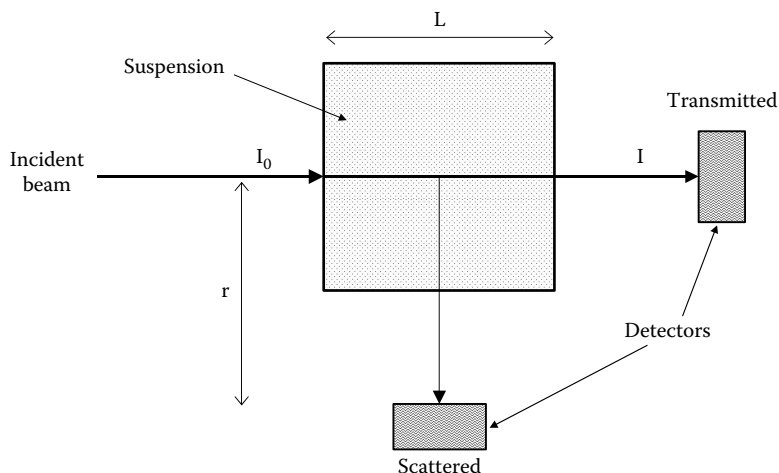 L
Suspension
Transmitted
Incident
beam
I₀
I
r
Detectors
Scattered